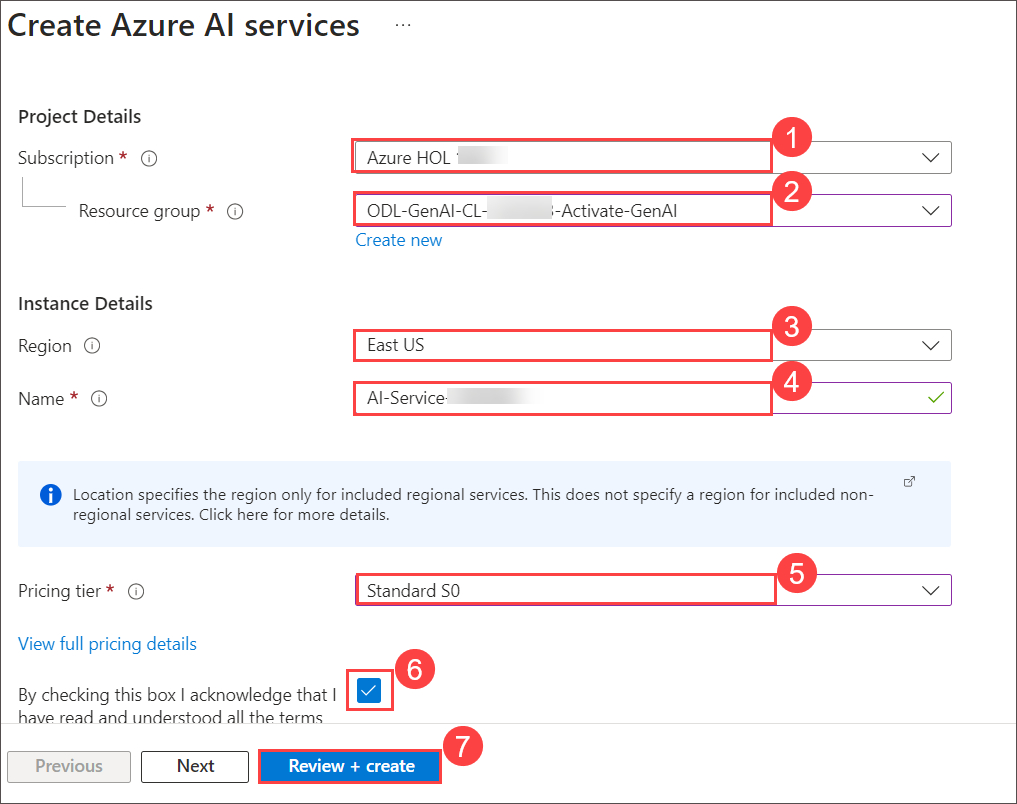 Create Azure AI services ...
Project Details
1
Subscription *
Azure HOL
2
Resource group *
ODL-GenAI-CL- -Activate-GenAI
Create new
Instance Details
3
Region
East US
4
Name *
AI-Service-
Location specifies the region only for included regional services. This does not specify a region for included non-
regional services. Click here for more details.
5
Pricing tier *
Standard S0
View full pricing details
6
By checking this box I acknowledge that I
have read and understood all the terms
7
Previous Next Review + create